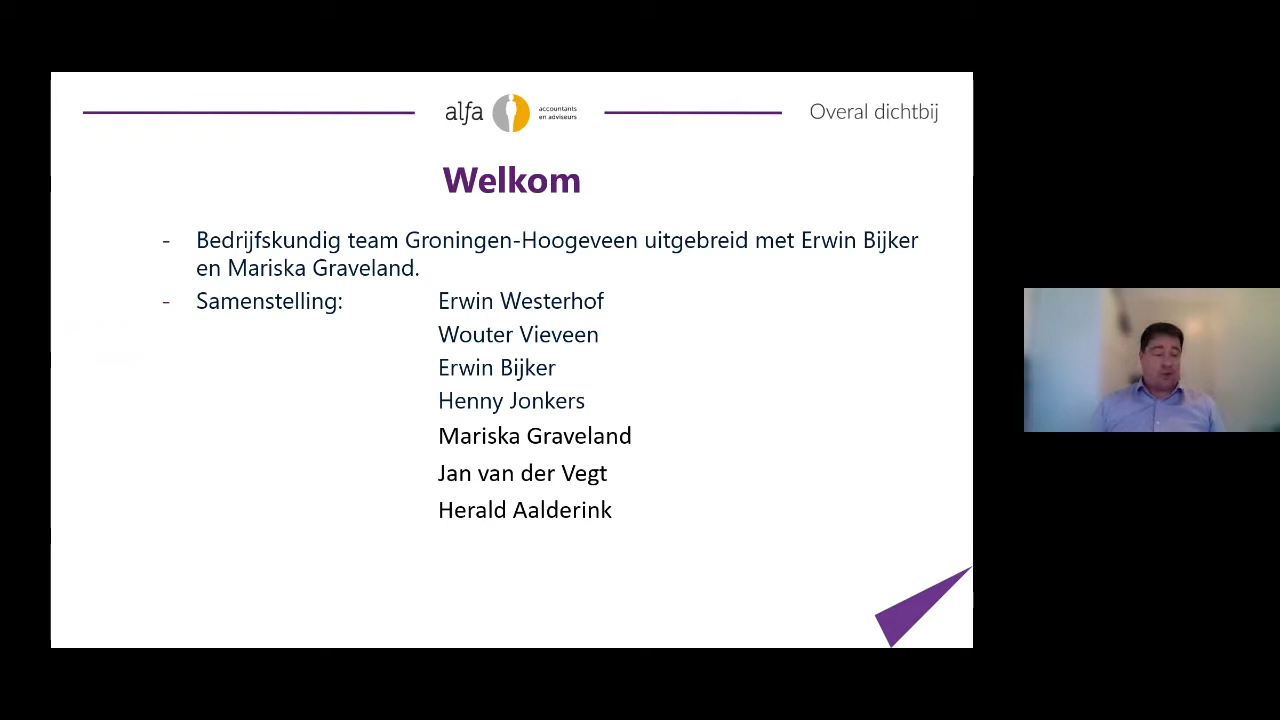 alfa accountants
en adviseurs
Overal dichtbij
Welkom
- Bedrijfskundig team Groningen-Hoogeveen uitgebreid met Erwin Bijker
en Mariska Graveland.
- Samenstelling: Erwin Westerhof
Wouter Vieveen
Erwin Bijker
Henny Jonkers
Mariska Graveland
Jan van der Vegt
Herald Aalderink